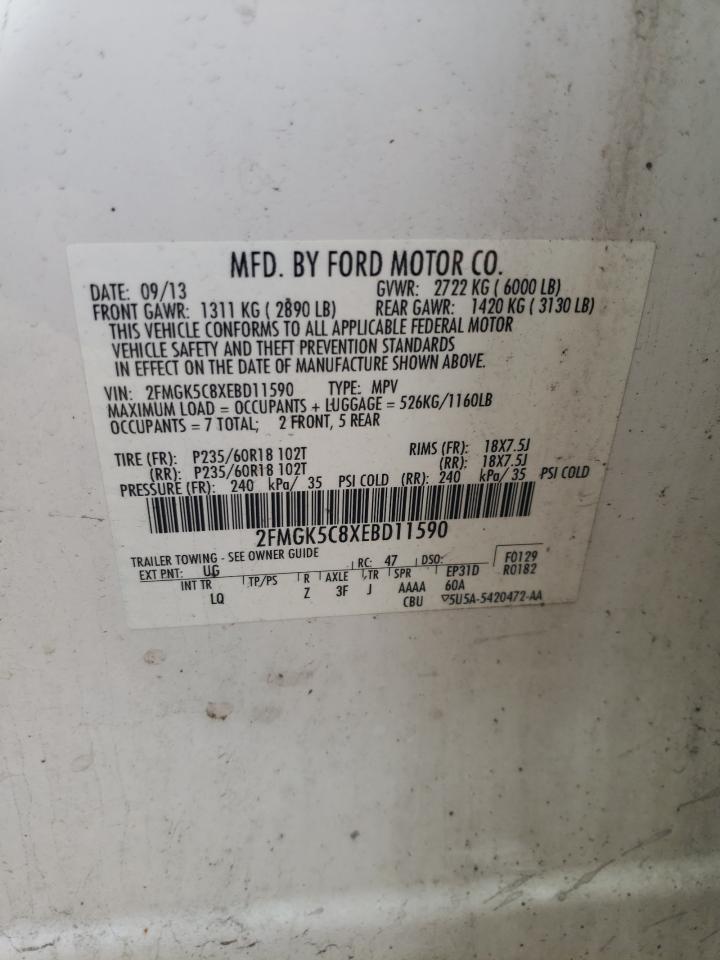 MFD. BY FORD MOTOR CO.
DATE: 09/13 GVWR: 2722 KG ( 6000 LB)
FRONT GAWR: 1311 KG ( 2890 LB) REAR GAWR: 1420 KG ( 3130 LB)
THIS VEHICLE CONFORMS TO ALL APPLICABLE FEDERAL MOTOR
VEHICLE SAFETY AND THEFT PREVENTION STANDARDS
IN EFFECT ON THE DATE OF MANUFACTURE SHOWN ABOVE.
VIN: 2FMGK5C8XEBD11590 TYPE: MPV
MAXIMUM LOAD = OCCUPANTS + LUGGAGE = 526KG/1160LB
OCCUPANTS = 7 TOTAL; 2 FRONT, 5 REAR
TIRE (FR): P235/60R18 102T RIMS (FR): 18X7.5J
(RR): P235/60R18 102T (RR): 18X7.5J
PRESSURE (FR): 240 kPa/ 35 PSI COLD (RR): 240 kPa/ 35 PSI COLD
2FMGK5C8XEBD11590
TRAILER TOWING - SEE OWNER GUIDE
EXT PNT: UG RC: 47 DSO: F0129
INT TR TP/PS R AXLE TR SPR EP31D R0182
LQ Z 3F J AAAA 60A
CBU ▽5U5A-5420472-AA